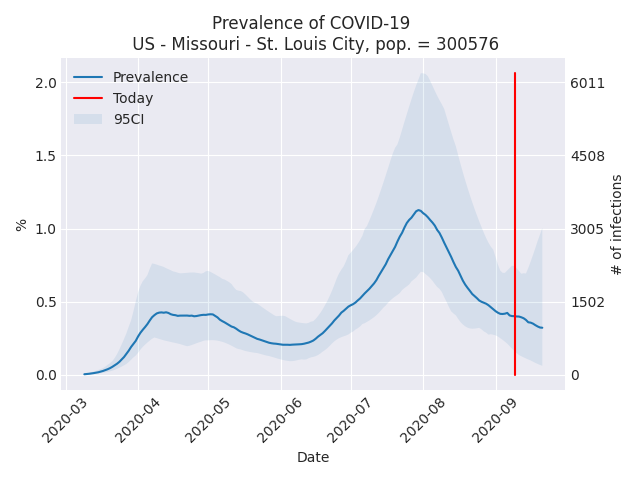 Prevalence of COVID-19
US - Missouri - St. Louis City, pop. = 300576
Prevalence
Today
95CI
2.0
1.5
1.0
0.5
0.0
%
6011
4508
3005
1502
0
# of infections
2020-03
2020-04
2020-05
2020-06
2020-07
2020-08
2020-09
Date